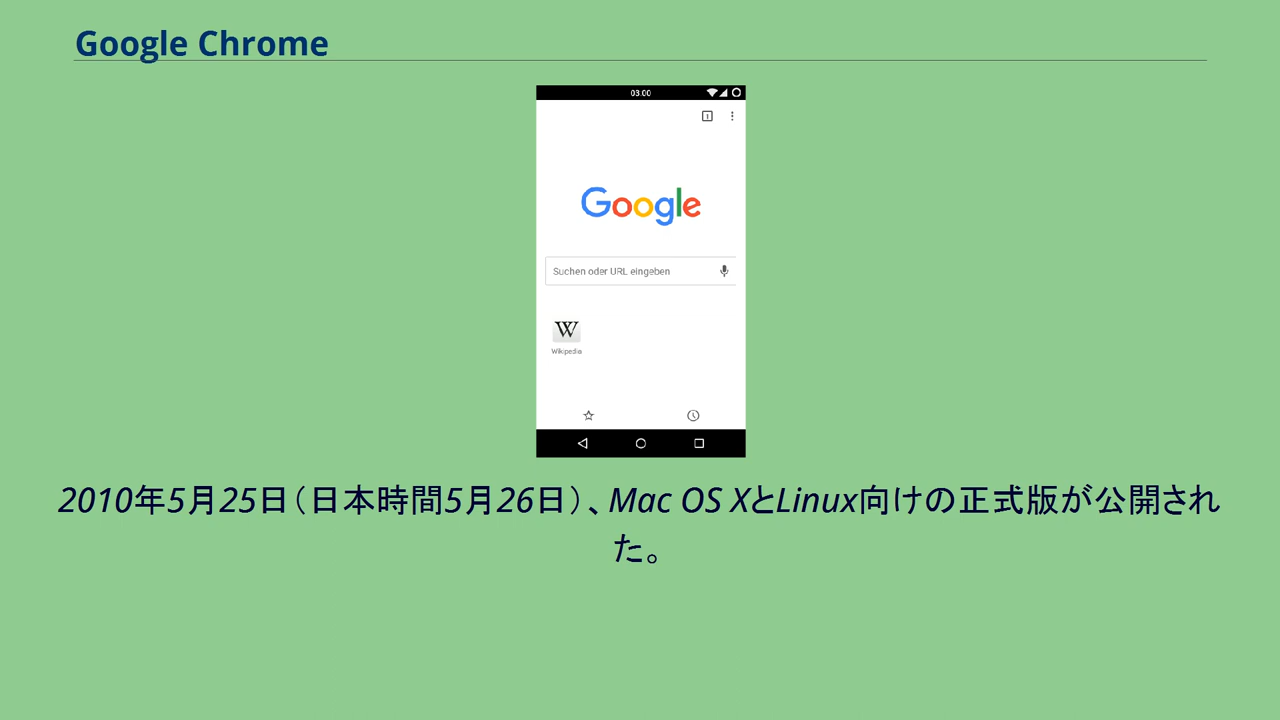 Google Chrome
03:00
1
Google
Suchen oder URL eingeben
W
Wikipedia
2010年5月25日（日本時間5月26日）、Mac OS XとLinux向けの正式版が公開され
た。